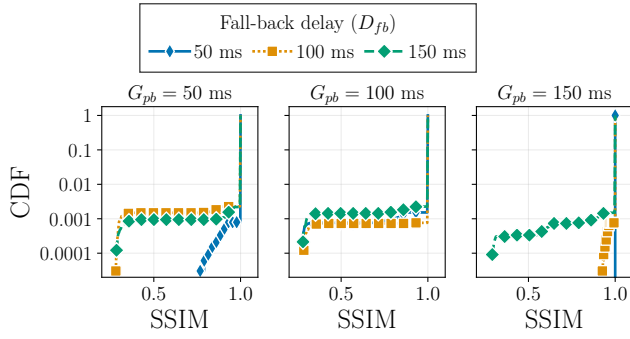 Fall-back delay (D_fb)
50 ms 100 ms 150 ms
G_pb = 50 ms G_pb = 100 ms G_pb = 150 ms
1
0.1
0.01
0.001
0.0001
CDF
0.5 1.0 0.5 1.0 0.5 1.0
SSIM SSIM SSIM